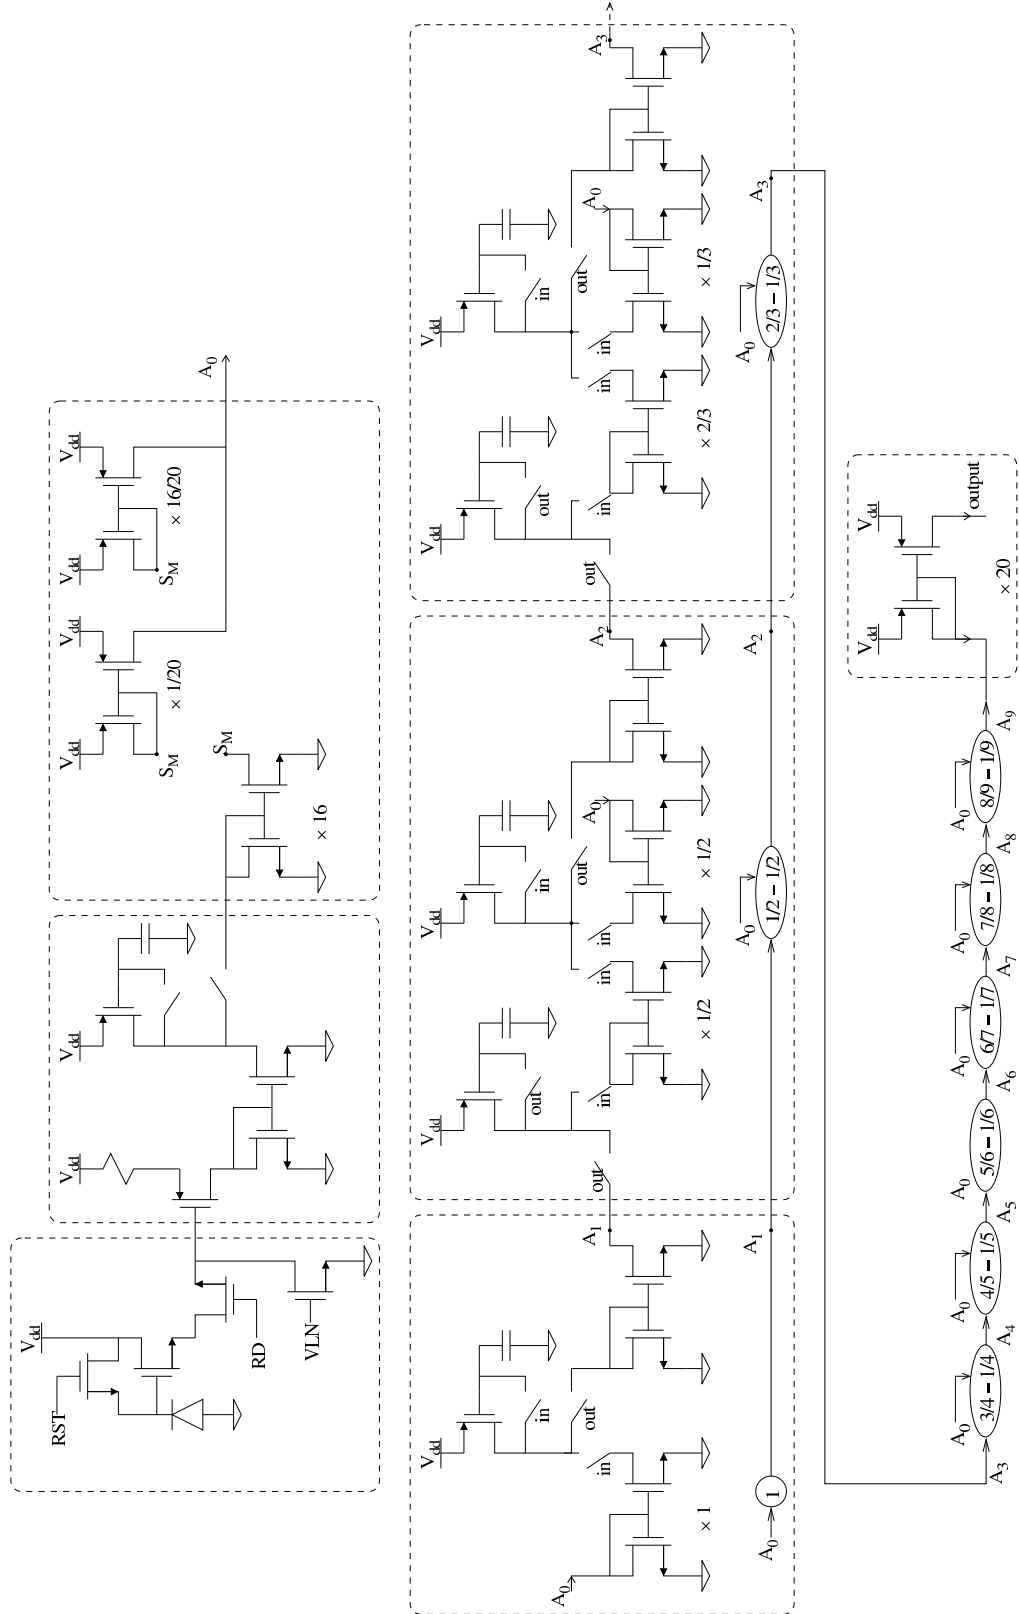 RST
V_dd
RD
VLN
V_dd
V_dd
× 16
S_M
V_dd
S_M
× 1/20
V_dd
V_dd
S_M
× 16/20
V_dd
A_0
A_0
× 1
in
V_dd
in
out
A_1
A_0
1
A_1
out
V_dd
out
in
× 1/2
in
in
V_dd
in
out
A_0
× 1/2
A_2
A_0
1/2 – 1/2
A_2
out
V_dd
out
in
× 2/3
in
in
V_dd
in
out
A_0
× 1/3
A_3
A_0
2/3 – 1/3
A_3
A_3
A_0
3/4 – 1/4
A_4
A_0
4/5 – 1/5
A_5
A_0
5/6 – 1/6
A_6
A_0
6/7 – 1/7
A_7
A_0
7/8 – 1/8
A_8
A_0
8/9 – 1/9
A_9
V_dd
V_dd
output
× 20